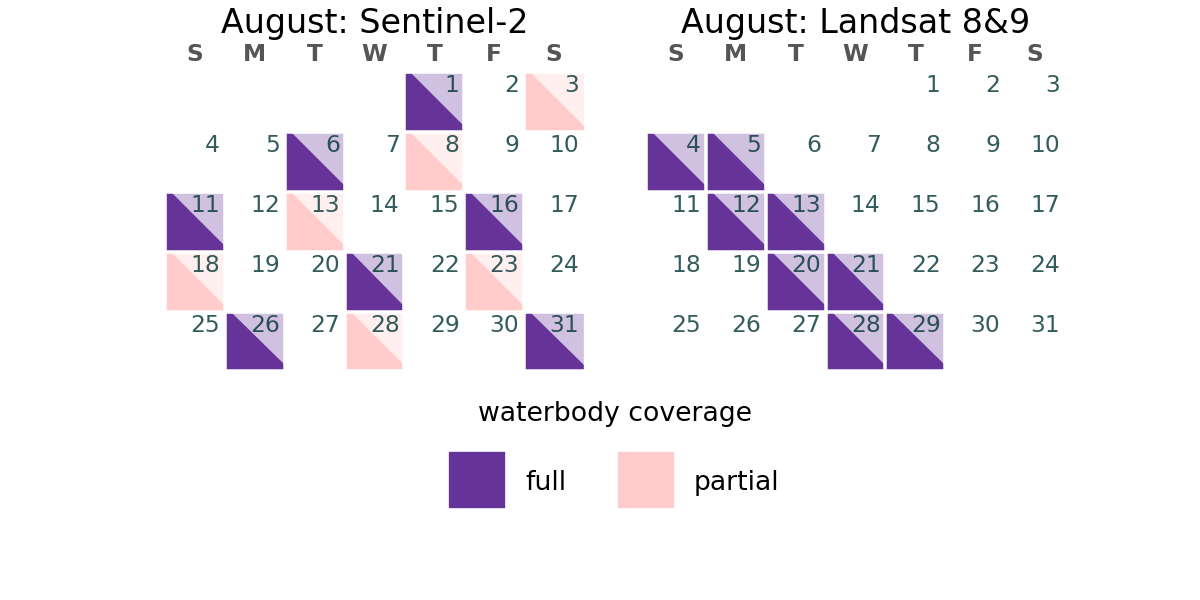 August: Sentinel-2
S M T W T F S
1 2 3
4 5 6 7 8 9 10
11 12 13 14 15 16 17
18 19 20 21 22 23 24
25 26 27 28 29 30 31
August: Landsat 8&9
S M T W T F S
1 2 3
4 5 6 7 8 9 10
11 12 13 14 15 16 17
18 19 20 21 22 23 24
25 26 27 28 29 30 31
waterbody coverage
full
partial